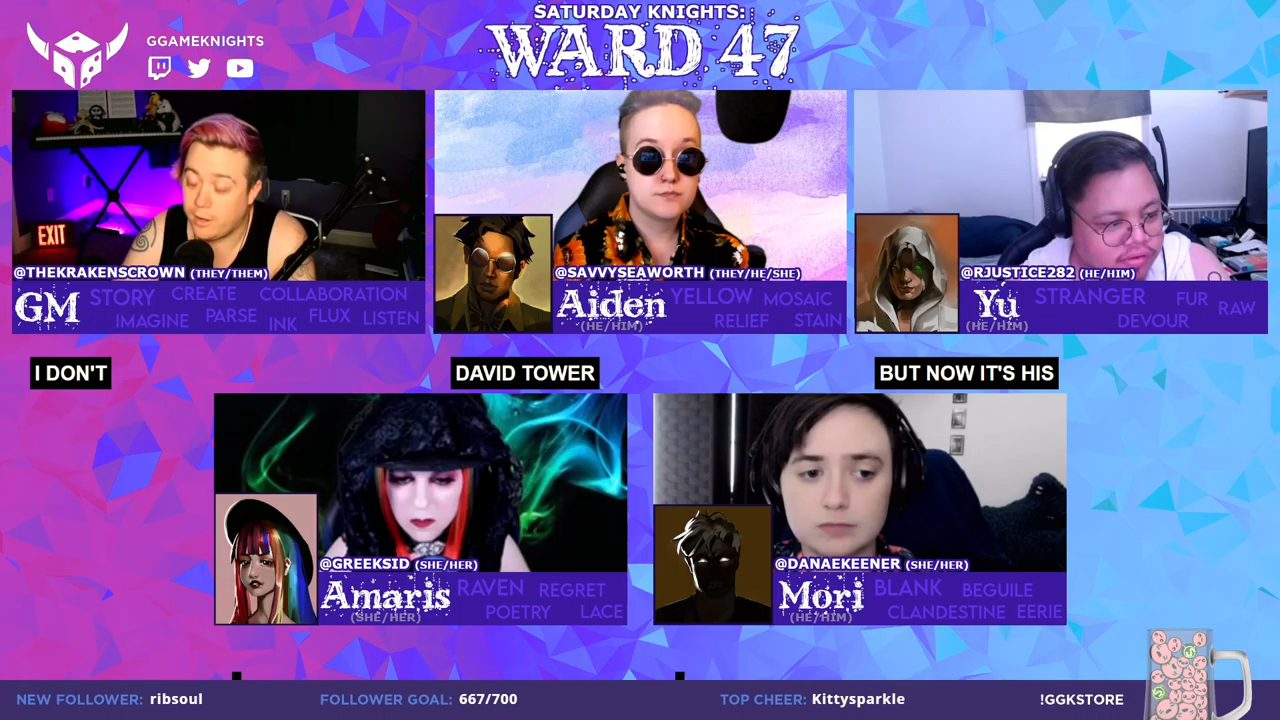 SATURDAY KNIGHTS:
WARD 47
GGAMEKNIGHTS
EXIT
@THEKRAKENSCROWN (THEY/THEM)
GM
STORY CREATE COLLABORATION
IMAGINE PARSE INK FLUX LISTEN
@SAVVYSEAWORTH (THEY/HE/SHE)
Aiden
(HE/HIM)
YELLOW MOSAIC
RELIEF STAIN
@RJUSTICE282 (HE/HIM)
Yu
(HE/HIM)
STRANGER FUR RAW
DEVOUR
I DON'T
DAVID TOWER
BUT NOW IT'S HIS
@GREEKSID (SHE/HER)
Amaris
(SHE/HER)
RAVEN REGRET
POETRY LACE
@DANAEKEENER (SHE/HER)
Mori
(HE/HIM)
BLANK BEGUILE
CLANDESTINE EERIE
NEW FOLLOWER: ribsoul
FOLLOWER GOAL: 667/700
TOP CHEER: Kittysparkle
!GGKSTORE